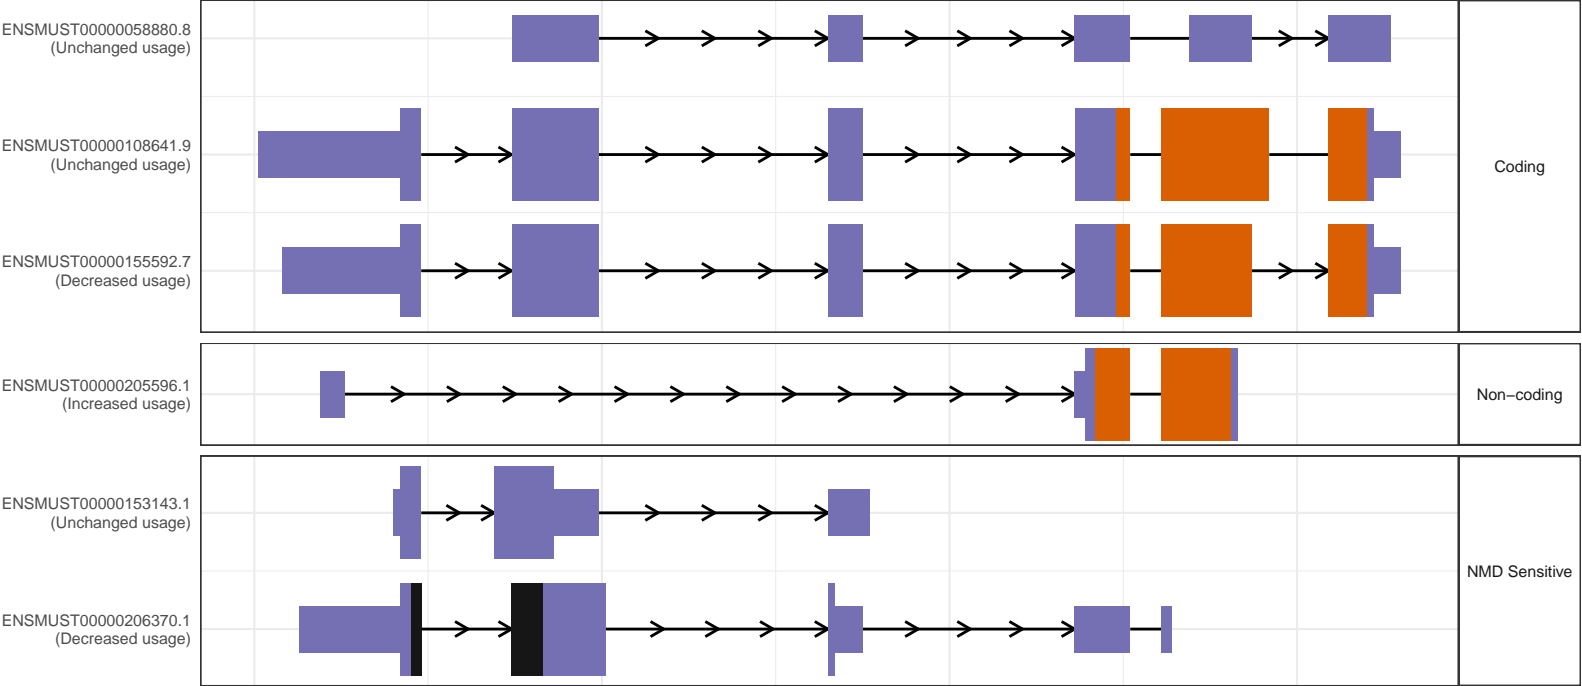 ENSMUST00000058880.8
(Unchanged usage)
ENSMUST00000108641.9
(Unchanged usage)
Coding
ENSMUST00000155592.7
(Decreased usage)
ENSMUST00000205596.1
(Increased usage)
Non−coding
ENSMUST00000153143.1
(Unchanged usage)
NMD Sensitive
ENSMUST00000206370.1
(Decreased usage)